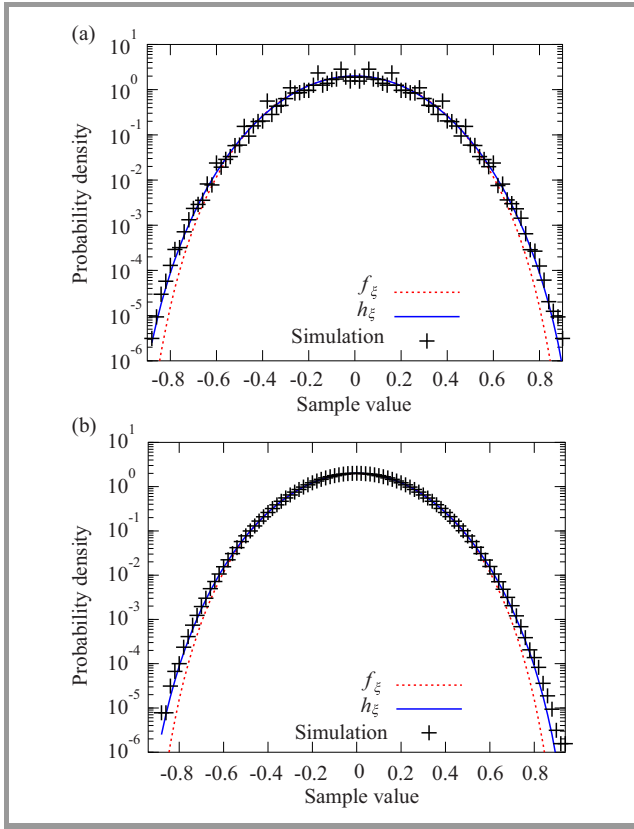 (a)
10^1
10^0
10^-1
10^-2
10^-3
10^-4
10^-5
10^-6
Probability density
f_ξ
h_ξ
Simulation
-0.8 -0.6 -0.4 -0.2 0 0.2 0.4 0.6 0.8
Sample value
(b)
10^1
10^0
10^-1
10^-2
10^-3
10^-4
10^-5
10^-6
Probability density
f_ξ
h_ξ
Simulation
-0.8 -0.6 -0.4 -0.2 0 0.2 0.4 0.6 0.8
Sample value